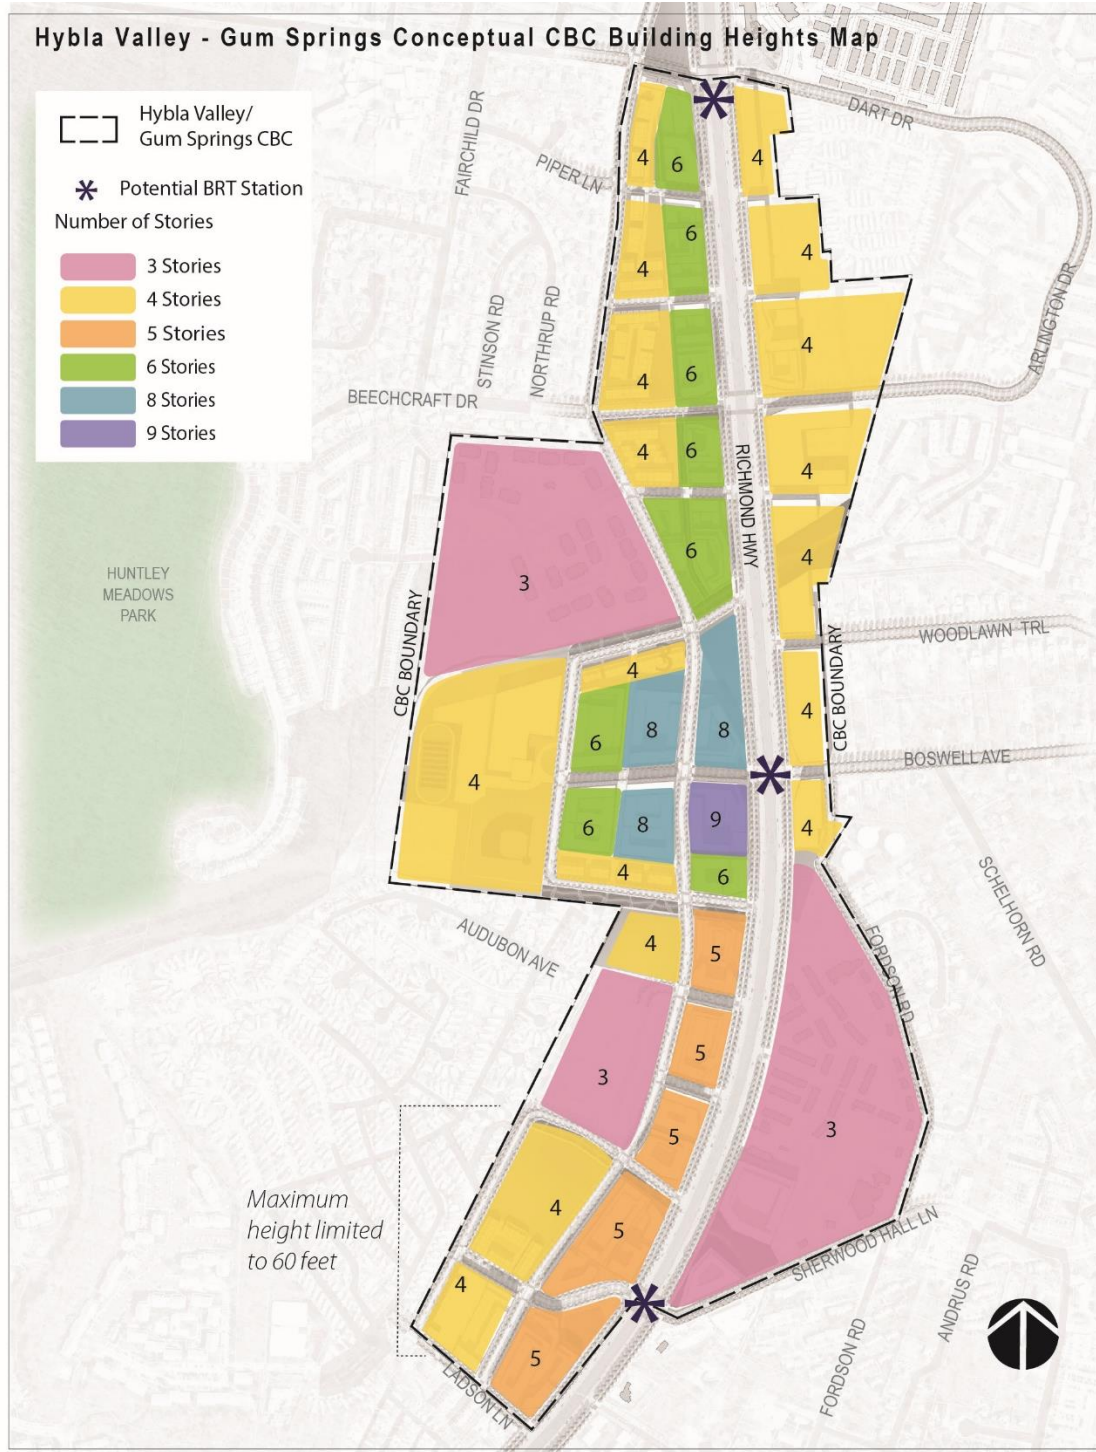 Hybla Valley - Gum Springs Conceptual CBC Building Heights Map
Hybla Valley/
Gum Springs CBC
Potential BRT Station
Number of Stories
3 Stories
4 Stories
5 Stories
6 Stories
8 Stories
9 Stories
DART DR
FAIRCHILD DR
PIPER LN
4
6
4
6
4
4
ARLINGTON DR
STINSON RD
NORTHRUP RD
4
6
4
BEECHCRAFT DR
4
6
4
RICHMOND HWY
6
4
3
HUNTLEY
MEADOWS
PARK
CBC BOUNDARY
WOODLAWN TRL
CBC BOUNDARY
4
4
6
8
8
4
BOSWELL AVE
4
6
8
9
4
4
6
SCHELHORN RD
AUDUBON AVE
4
5
FORDSON RD
3
5
3
5
Maximum
height limited
to 60 feet
4
5
SHERWOOD HALL LN
4
ANDRUS RD
5
FORDSON RD
LADSON LN